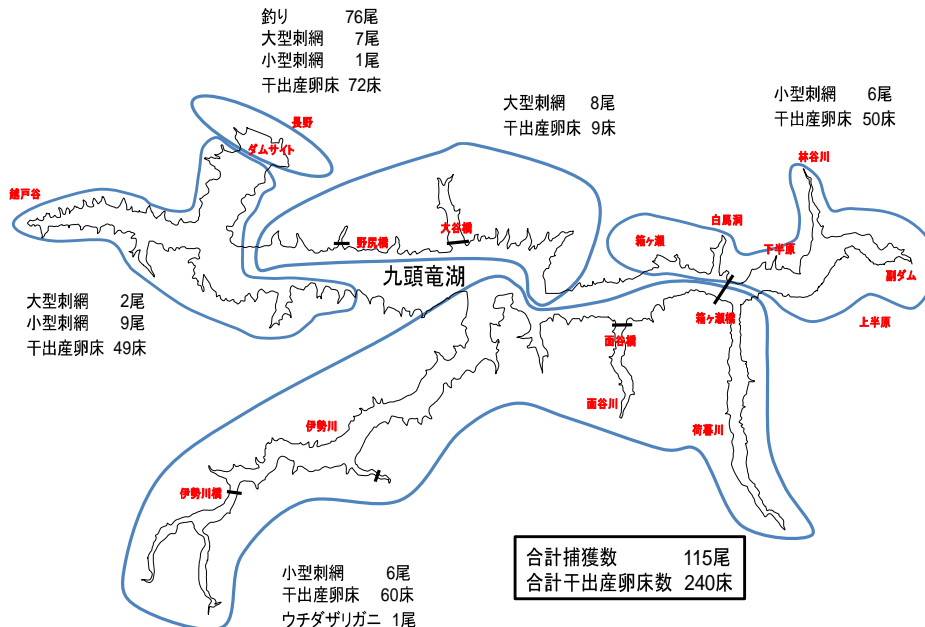 釣り 76尾
大型刺網 7尾
小型刺網 1尾
干出産卵床 72床
大型刺網 8尾
干出産卵床 9床
小型刺網 6尾
干出産卵床 50床
長野
ダムサイト
林谷川
越戸谷
野尻橋
大谷橋
箱ヶ瀬
白馬洞
下半原
副ダム
九頭竜湖
上半原
箱ヶ瀬橋
大型刺網 2尾
小型刺網 9尾
干出産卵床 49床
面谷橋
面谷川
伊勢川
荷暮川
伊勢川橋
合計捕獲数 115尾
合計干出産卵床数 240床
小型刺網 6尾
干出産卵床 60床
ウチダザリガニ 1尾